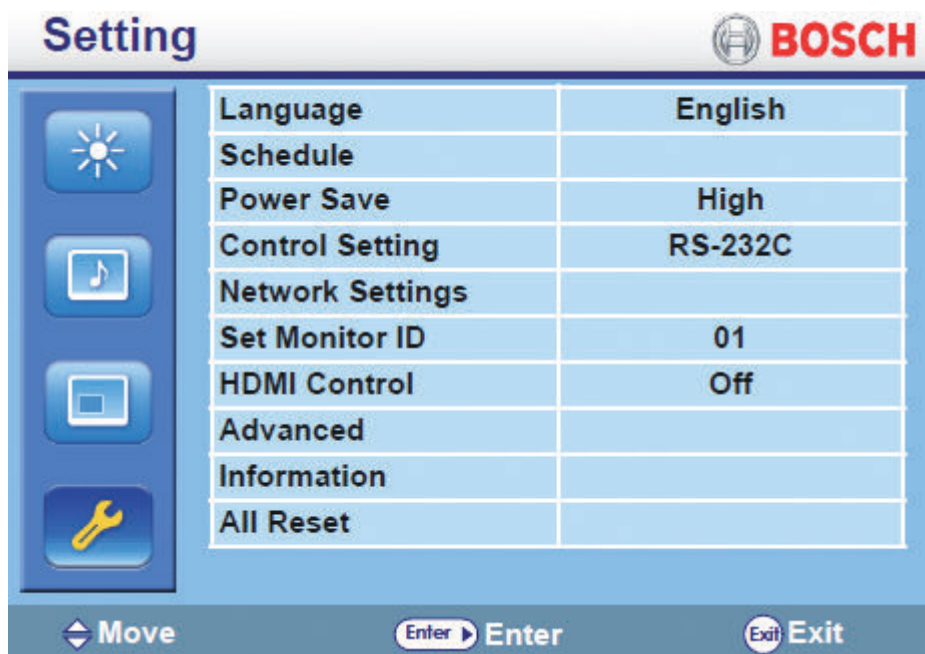 Setting BOSCH
Language English
Schedule
Power Save High
Control Setting RS-232C
Network Settings
Set Monitor ID 01
HDMI Control Off
Advanced
Information
All Reset
Move Enter Enter Exit Exit